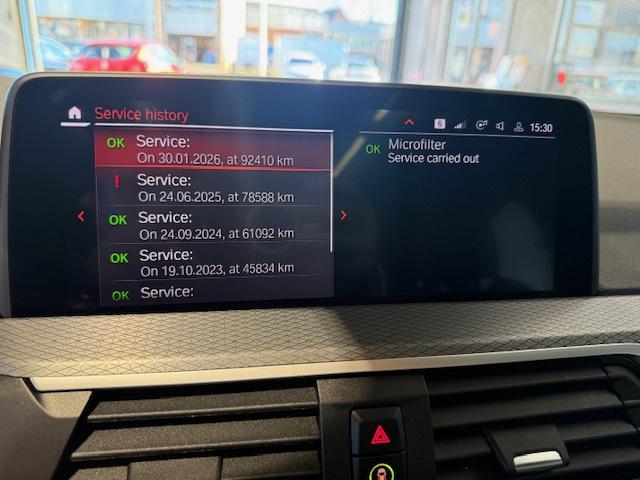 Service history
6
15:30
OK Service:
On 30.01.2026, at 92410 km
! Service:
On 24.06.2025, at 78588 km
OK Service:
On 24.09.2024, at 61092 km
OK Service:
On 19.10.2023, at 45834 km
OK Service:
OK Microfilter
Service carried out